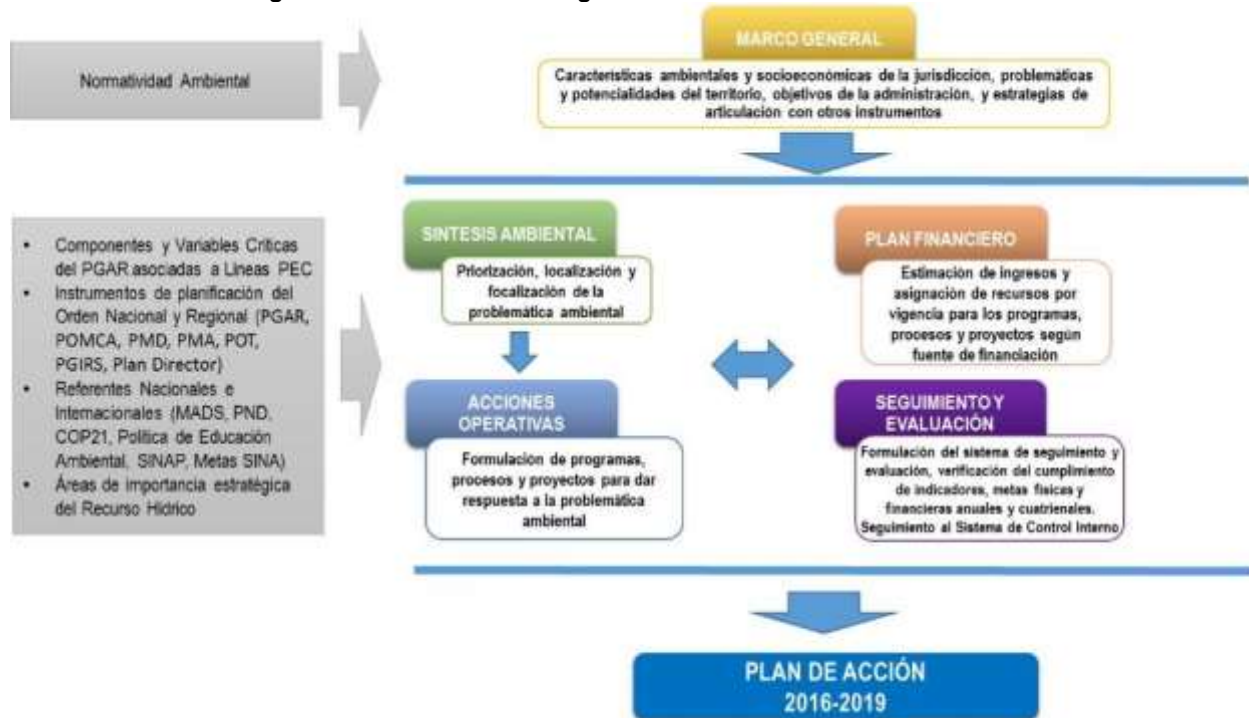 Normatividad Ambiental
MARCO GENERAL
Características ambientales y socioeconómicas de la jurisdicción, problemáticas
y potencialidades del territorio, objetivos de la administración, y estrategias de
articulación con otros instrumentos
• Componentes y Variables Críticas
del PGAR asociadas a Líneas PEC
• Instrumentos de planificación del
Orden Nacional y Regional (PGAR,
POMCA, PMD, PMA, POT,
PGIRS, Plan Director)
• Referentes Nacionales e
Internacionales (MADS, PND,
COP21, Política de Educación
Ambiental, SINAP, Metas SINA)
• Áreas de importancia estratégica
del Recurso Hídrico
SINTESIS AMBIENTAL
Priorización, localización y
focalización de la
problemática ambiental
ACCIONES
OPERATIVAS
Formulación de programas,
procesos y proyectos para dar
respuesta a la problemática
ambiental
PLAN FINANCIERO
Estimación de ingresos y
asignación de recursos por
vigencia para los programas,
procesos y proyectos según
fuente de financiación
SEGUIMIENTO Y
EVALUACIÓN
Formulación del sistema de seguimiento y
evaluación, verificación del cumplimiento
de indicadores, metas físicas y
financieras anuales y cuatrienales.
Seguimiento al Sistema de Control Interno
PLAN DE ACCIÓN
2016-2019